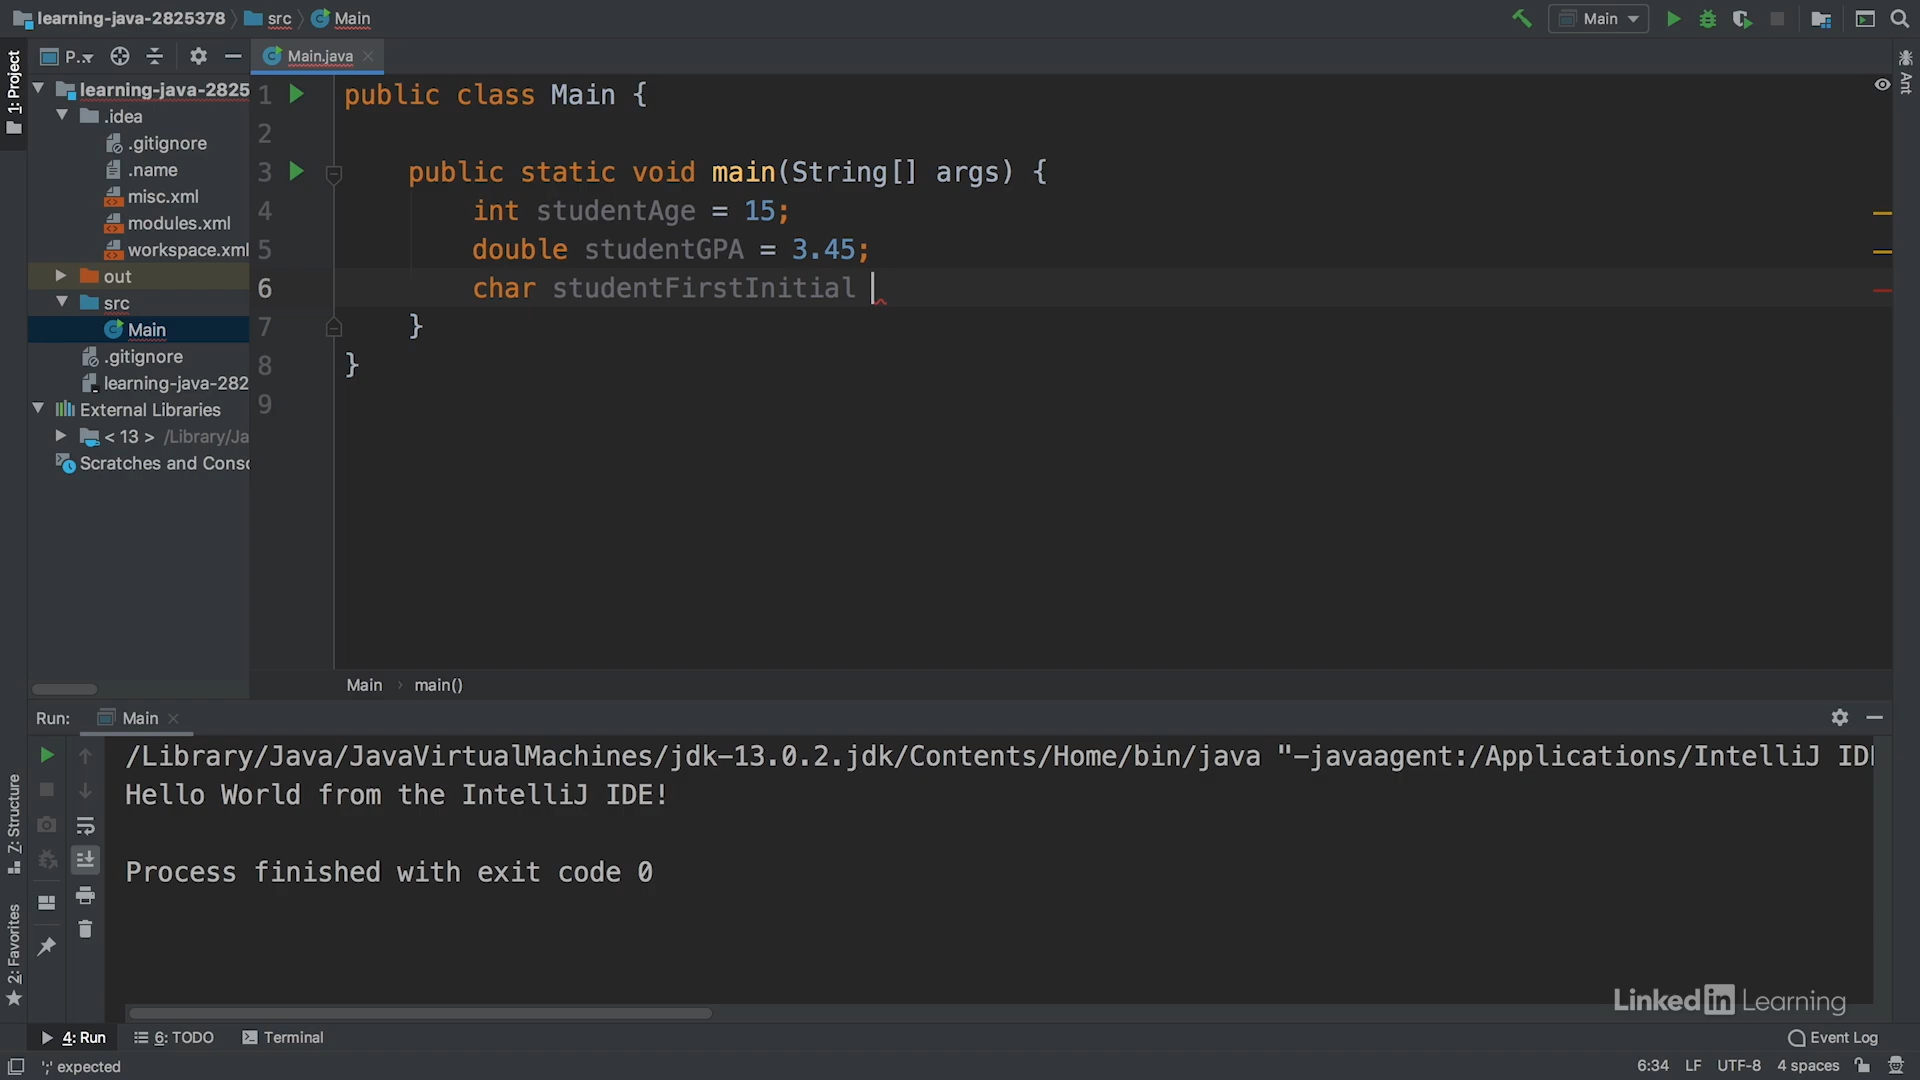 learning-java-2825378 src Main
Main
1: Project
P..
Main.java
Ant
learning-java-2825
.idea
.gitignore
.name
misc.xml
modules.xml
workspace.xml
out
src
Main
.gitignore
learning-java-282
External Libraries
< 13 > /Library/Ja
Scratches and Conso
1 public class Main {
2
3 public static void main(String[] args) {
4 int studentAge = 15;
5 double studentGPA = 3.45;
6 char studentFirstInitial
7 }
8 }
9
Main main()
Run: Main
/Library/Java/JavaVirtualMachines/jdk-13.0.2.jdk/Contents/Home/bin/java "-javaagent:/Applications/IntelliJ ID
Hello World from the IntelliJ IDE!
Process finished with exit code 0
Z: Structure
2: Favorites
Linked in Learning
4: Run 6: TODO Terminal Event Log
';' expected 6:34 LF UTF-8 4 spaces